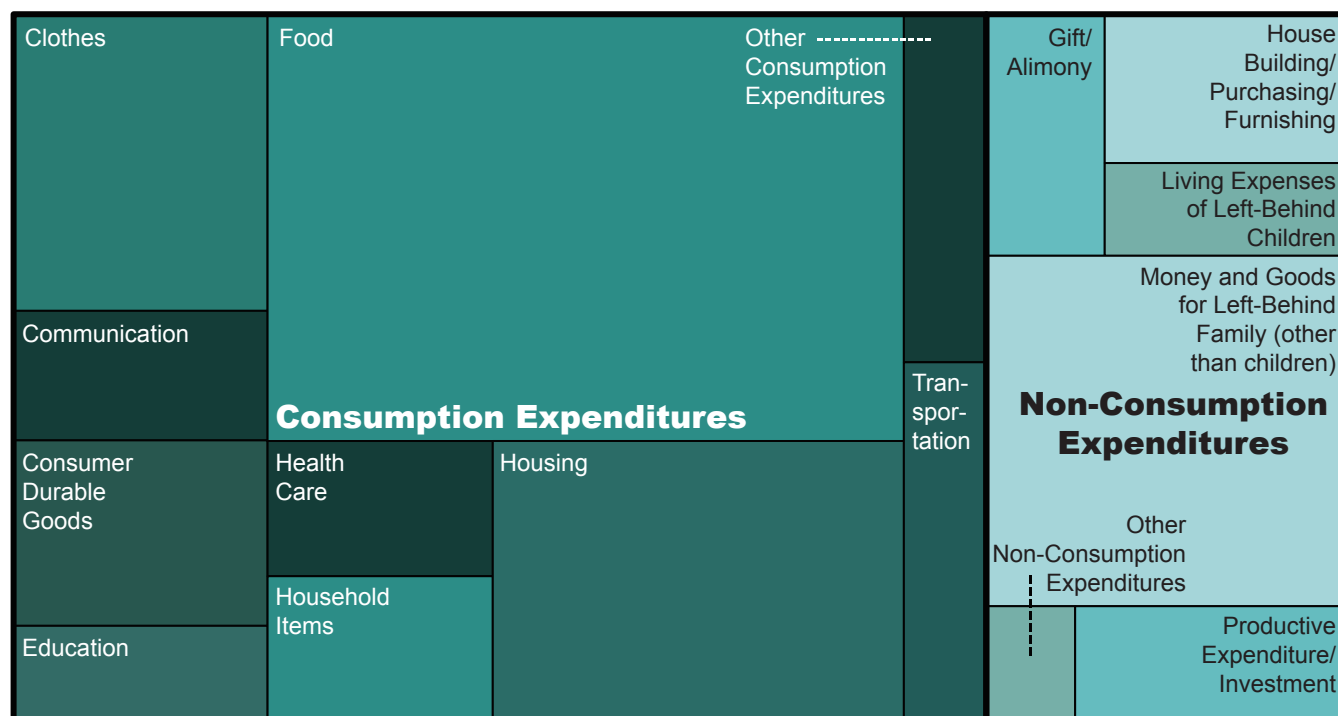 Clothes
Food
Other
Consumption
Expenditures
Gift/
Alimony
House
Building/
Purchasing/
Furnishing
Living Expenses
of Left-Behind
Children
Communication
Money and Goods
for Left-Behind
Family (other
than children)
Tran-
spor-
tation
Consumption Expenditures
Non-Consumption
Expenditures
Consumer
Durable
Goods
Health
Care
Housing
Other
Non-Consumption
Expenditures
Household
Items
Education
Productive
Expenditure/
Investment